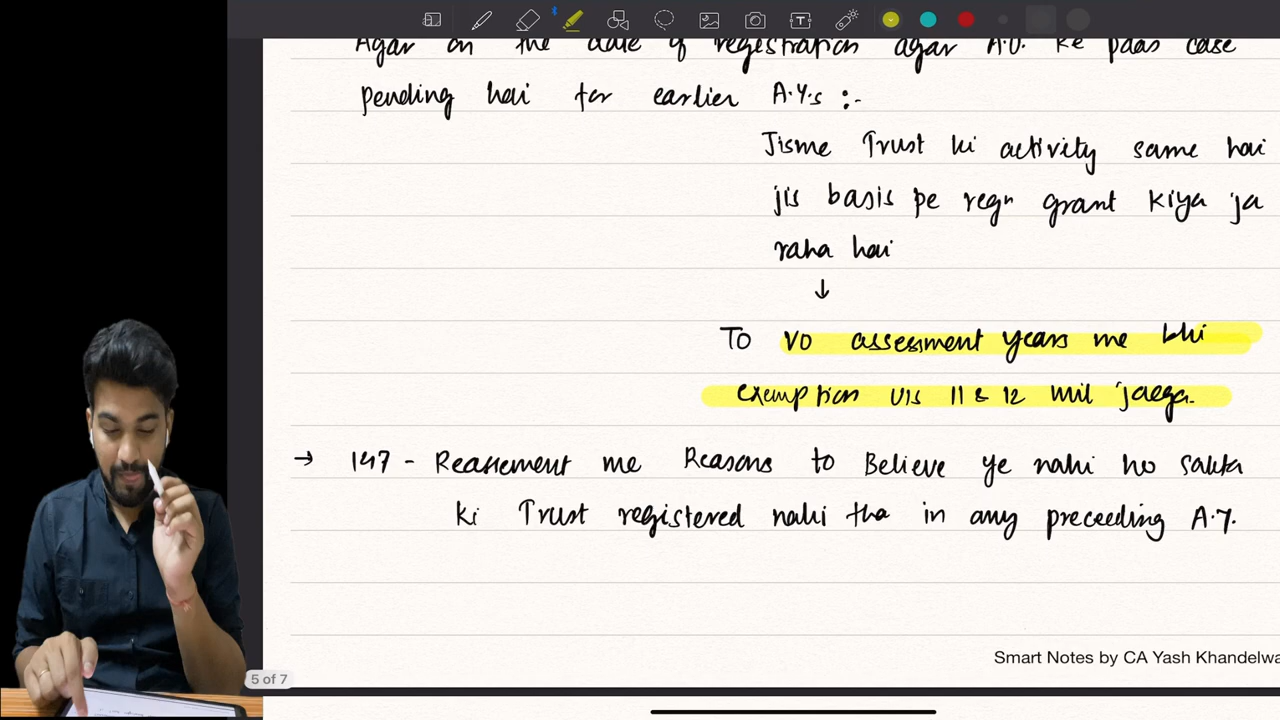 Agar on the date of registration agar A.O. ke paas case
pending hai for earlier A.Y.s :-
Jisme Trust ki activity same hai
jis basis pe regn grant kiya ja
raha hai
↓
To vo assessment years me bhi
exemption u/s 11 & 12 mil jaega.
→ 147 - Reassement me Reasons to Believe ye nahi ho sakta
ki Trust registered nahi tha in any preceeding A.Y.
Smart Notes by CA Yash Khandelwa
5 of 7